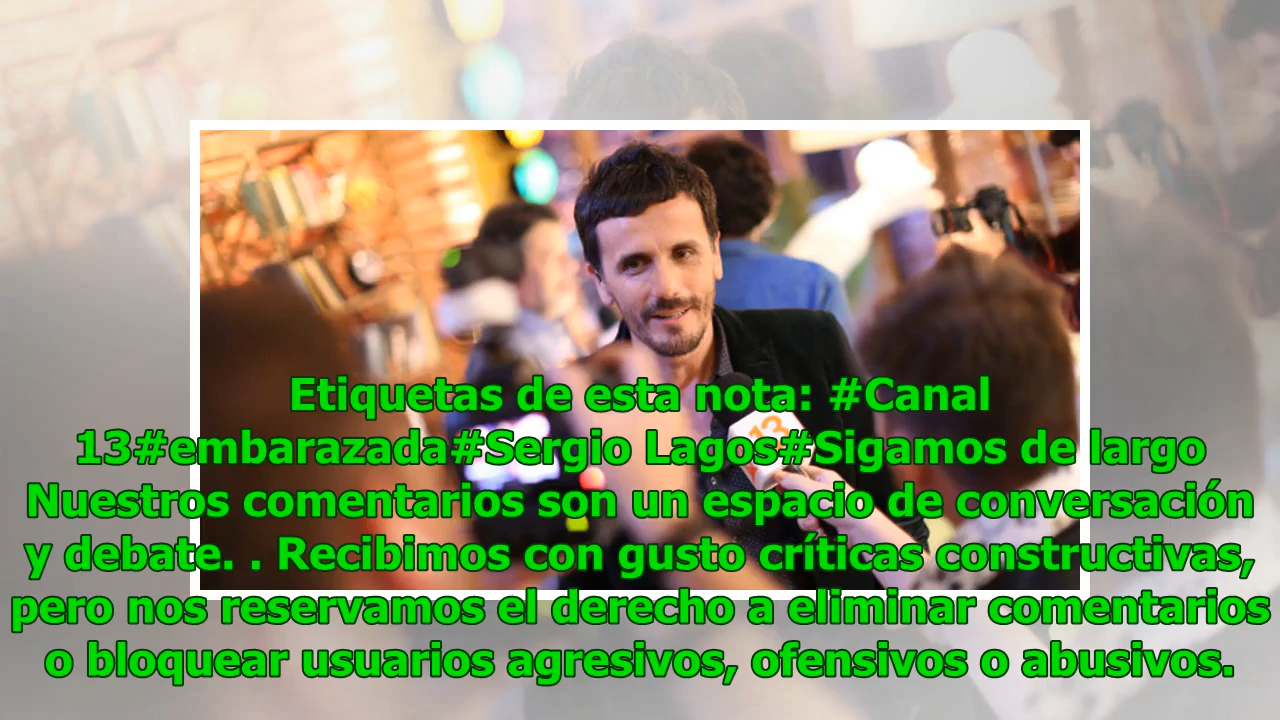 Etiquetas de esta nota: #Canal
13#embarazada#Sergio Lagos#Sigamos de largo
Nuestros comentarios son un espacio de conversación
y debate. . Recibimos con gusto críticas constructivas,
pero nos reservamos el derecho a eliminar comentarios
o bloquear usuarios agresivos, ofensivos o abusivos.
13